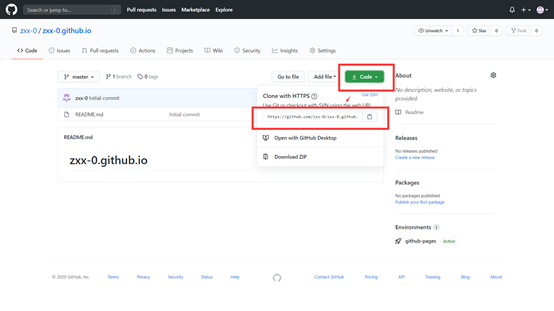 Search or jump to...
/
Pull requests Issues Marketplace Explore
zxx-0 / zxx-0.github.io
Unwatch 1 Star 0 Fork 0
Code Issues Pull requests Actions Projects Wiki Security Insights Settings
master 1 branch 0 tags Go to file Add file Code
zxx-0 Initial commit
README.md Initial commit
README.md
zxx-0.github.io
Clone with HTTPS Use SSH
Use Git or checkout with SVN using the web URL.
https://github.com/zxx-0/zxx-0.github.
Open with GitHub Desktop
Download ZIP
About
No description, website, or topics
provided.
Readme
Releases
No releases published
Create a new release
Packages
No packages published
Publish your first package
Environments 1
github-pages Active
© 2020 GitHub, Inc. Terms Privacy Security Status Help Contact GitHub Pricing API Training Blog About